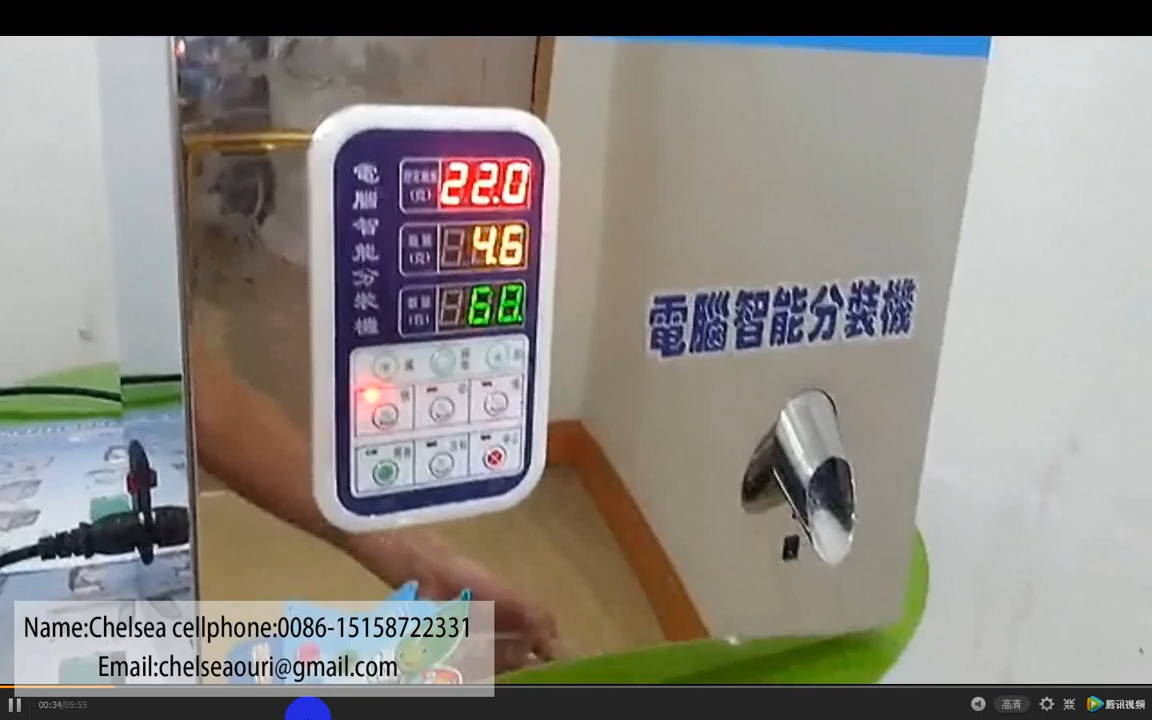 電腦智能分裝機
22.0
(克)
4.6
(克)
68
電腦智能分裝機
Name:Chelsea cellphone:0086-15158722331
Email:chelseaouri@gmail.com
00:34/05:55
高清
腾讯视频